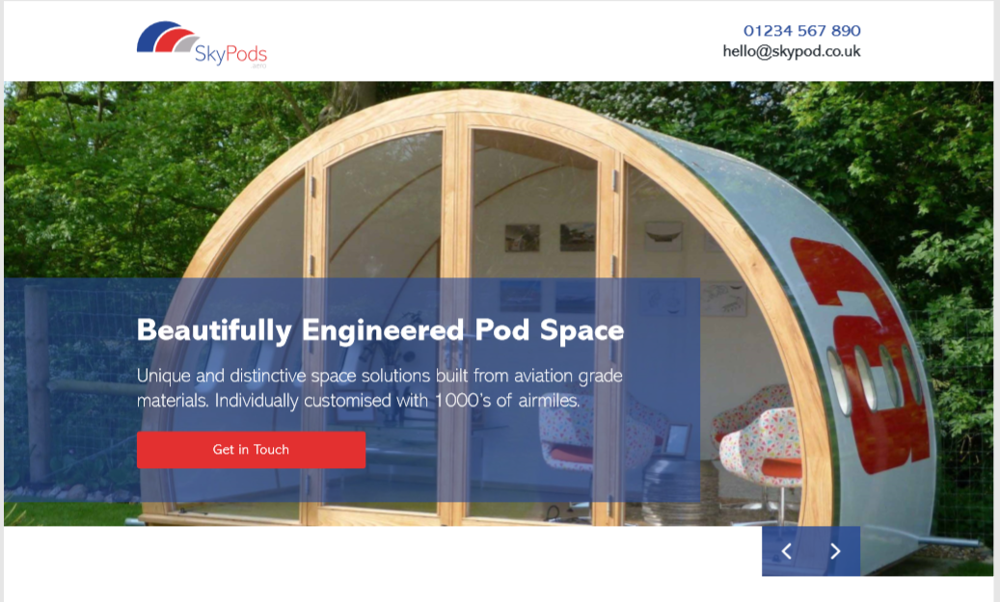 SkyPods
.aero
01234 567 890
hello@skypod.co.uk
Beautifully Engineered Pod Space
Unique and distinctive space solutions built from aviation grade
materials. Individually customised with 1000's of airmiles.
Get in Touch